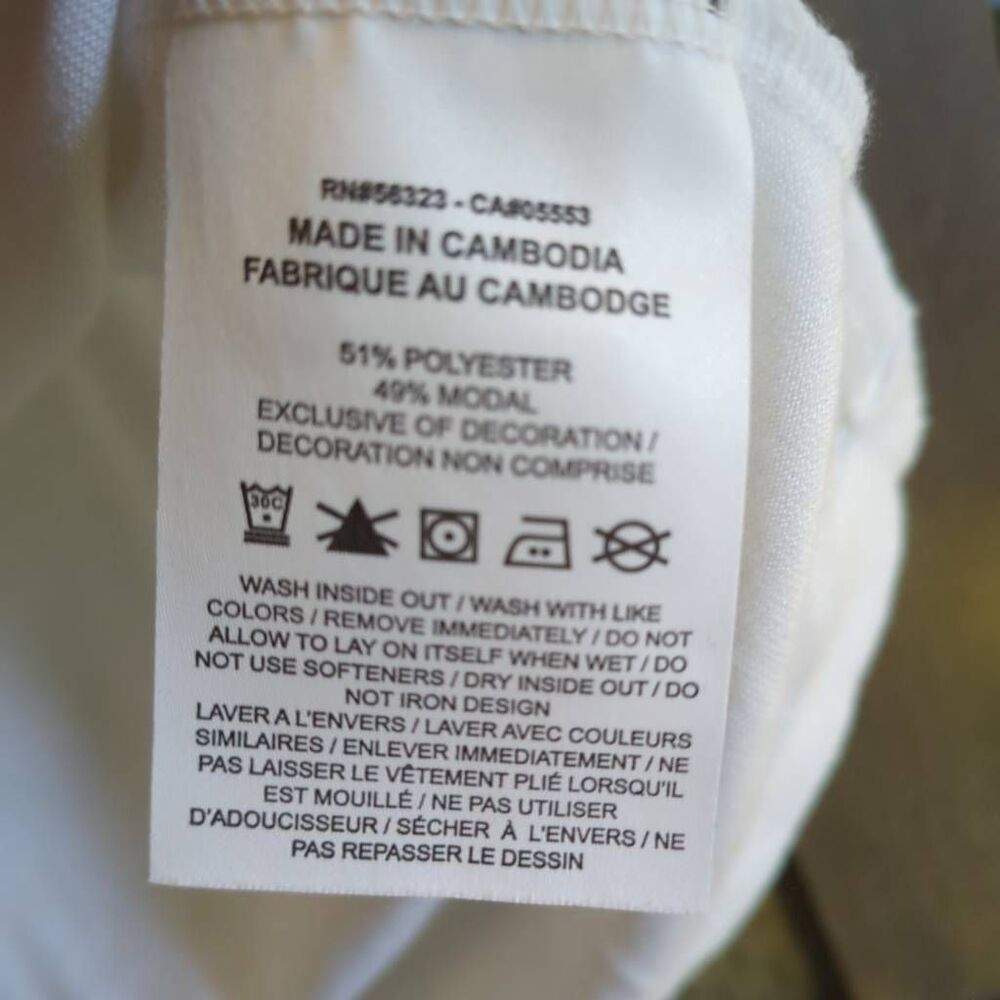 RN#56323 - CA#05553
MADE IN CAMBODIA
FABRIQUE AU CAMBODGE
51% POLYESTER
49% MODAL
EXCLUSIVE OF DECORATION /
DECORATION NON COMPRISE
30C
WASH INSIDE OUT / WASH WITH LIKE
COLORS / REMOVE IMMEDIATELY / DO NOT
ALLOW TO LAY ON ITSELF WHEN WET / DO
NOT USE SOFTENERS / DRY INSIDE OUT / DO
NOT IRON DESIGN
LAVER A L'ENVERS / LAVER AVEC COULEURS
SIMILAIRES / ENLEVER IMMEDIATEMENT / NE
PAS LAISSER LE VÊTEMENT PLIÉ LORSQU'IL
EST MOUILLÉ / NE PAS UTILISER
D'ADOUCISSEUR / SÉCHER À L'ENVERS / NE
PAS REPASSER LE DESSIN